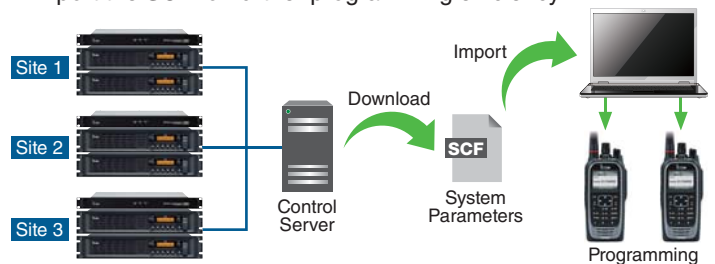 Import
Site 1
Download
SCF
Site 2
System
Parameters
Control
Server
Site 3
Programming